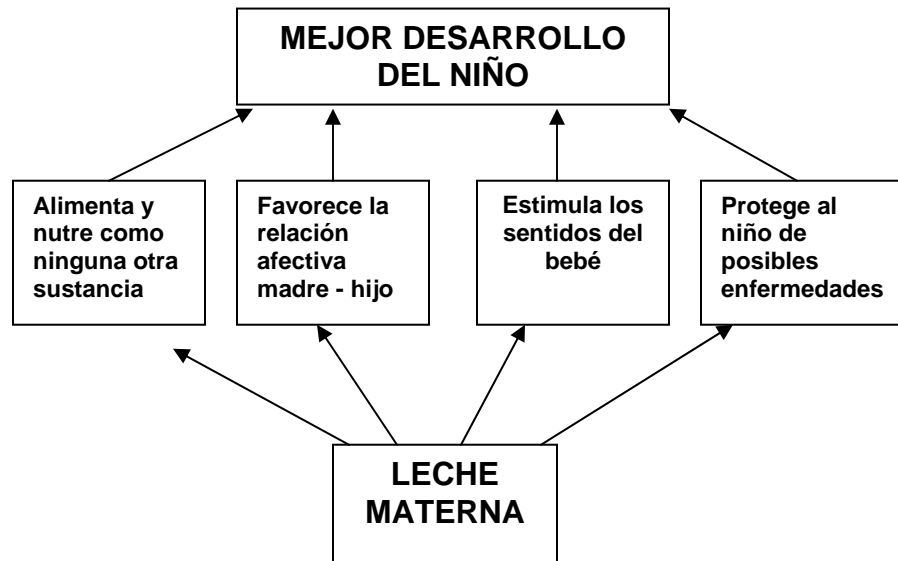 MEJOR DESARROLLO
DEL NIÑO
Alimenta y
nutre como
ninguna otra
sustancia
Favorece la
relación
afectiva
madre - hijo
Estimula los
sentidos del
bebé
Protege al
niño de
posibles
enfermedades
LECHE
MATERNA